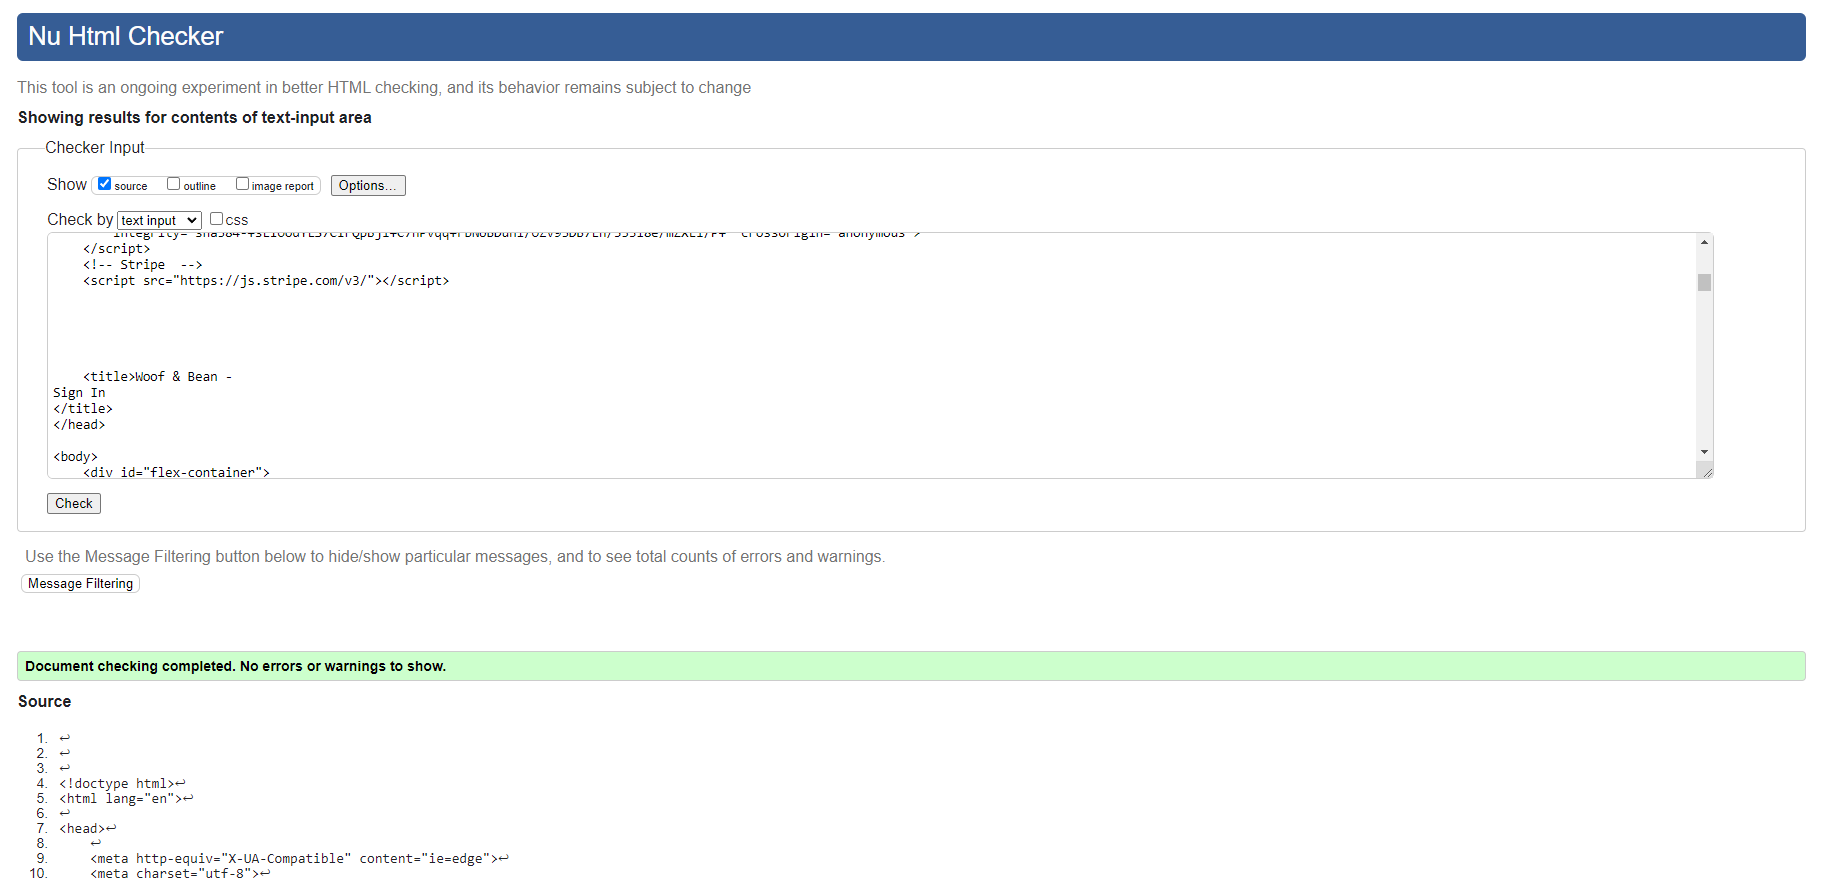 Nu Html Checker
This tool is an ongoing experiment in better HTML checking, and its behavior remains subject to change
Showing results for contents of text-input area
Checker Input
Show source outline image report Options...
Check by text input css
crossorigin="anonymous">
</script>
<!-- Stripe  -->
<script src="https://js.stripe.com/v3/"></script>
<title>Woof & Bean -
Sign In
</title>
</head>
<body>
<div id="flex-container">
Check
Use the Message Filtering button below to hide/show particular messages, and to see total counts of errors and warnings.
Message Filtering
Document checking completed. No errors or warnings to show.
Source
1. ↩
2. ↩
3. ↩
4. <!doctype html>↩
5. <html lang="en">↩
6. ↩
7. <head>↩
8. ↩
9. <meta http-equiv="X-UA-Compatible" content="ie=edge">↩
10. <meta charset="utf-8">↩